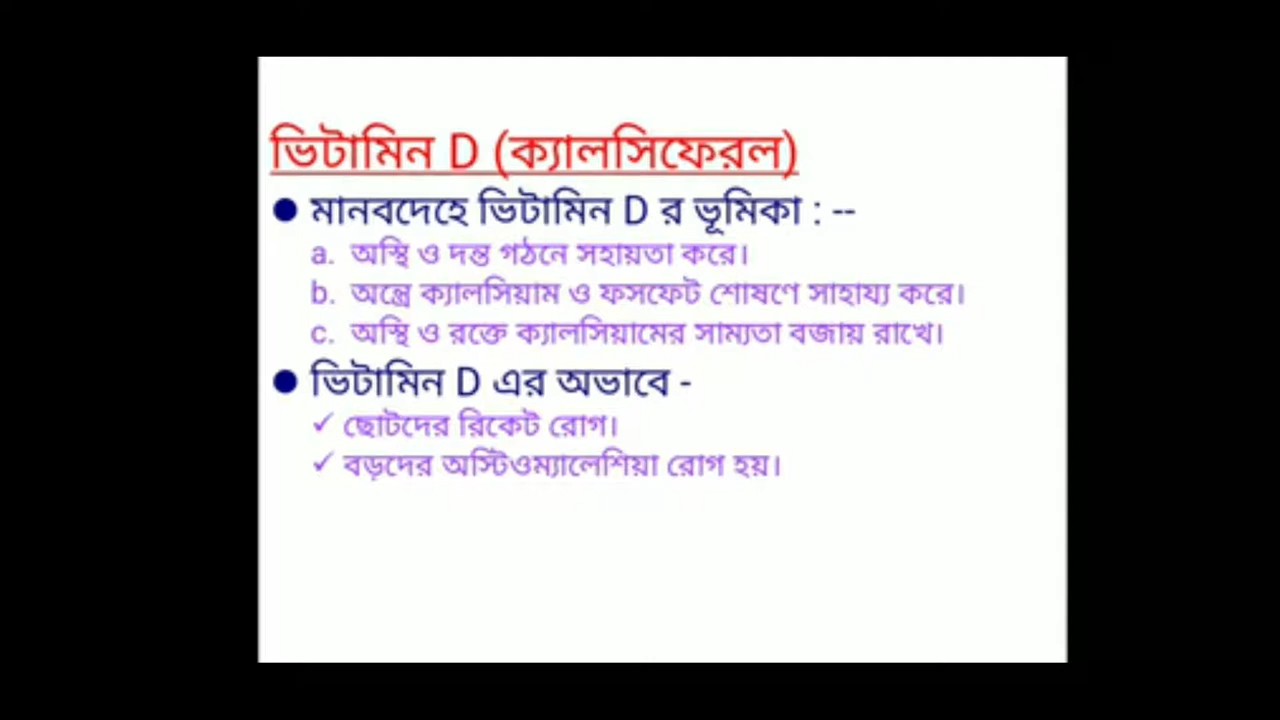 ভিটামিন D (ক্যালসিফেরল)
● মানবদেহে ভিটামিন D র ভূমিকা : --
a. অস্থি ও দন্ত গঠনে সহায়তা করে।
b. অন্ত্রে ক্যালসিয়াম ও ফসফেট শোষণে সাহায্য করে।
c. অস্থি ও রক্তে ক্যালসিয়ামের সাম্যতা বজায় রাখে।
● ভিটামিন D এর অভাবে -
✓ ছোটদের রিকেট রোগ।
✓ বড়দের অস্টিওম্যালেশিয়া রোগ হয়।